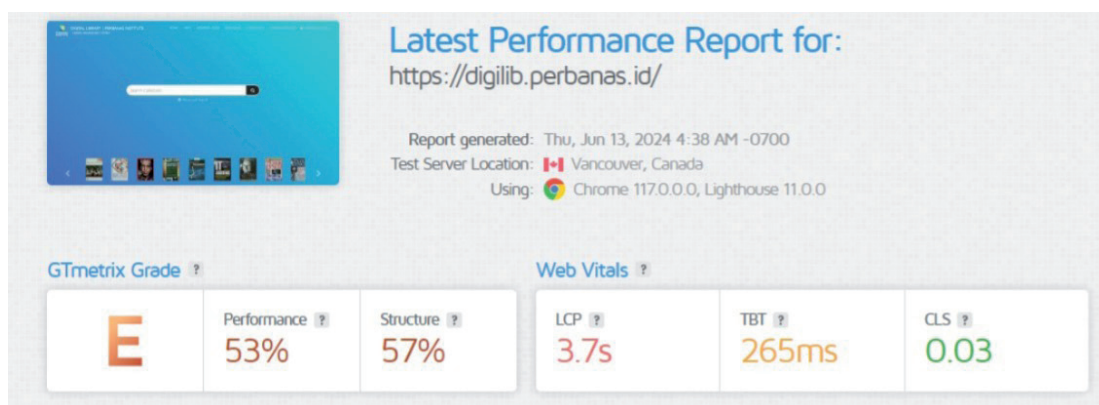 Latest Performance Report for:
https://digilib.perbanas.id/
Report generated: Thu, Jun 13, 2024 4:38 AM -0700
Test Server Location: Vancouver, Canada
Using: Chrome 117.0.0.0, Lighthouse 11.0.0
GTmetrix Grade ?
Web Vitals ?
E
Performance ?
53%
Structure ?
57%
LCP ?
3.7s
TBT ?
265ms
CLS ?
0.03